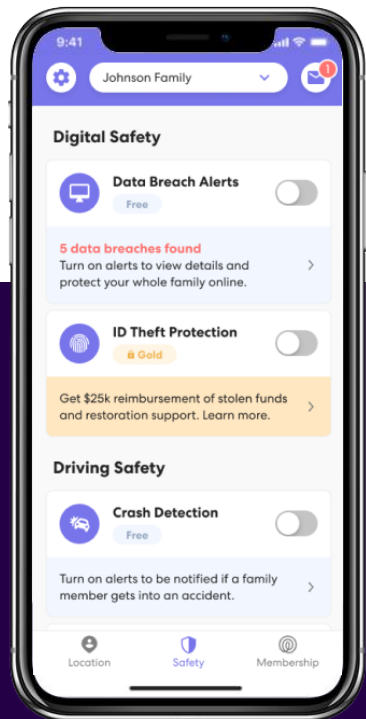 9:41
Johnson Family
1
Digital Safety
Data Breach Alerts
Free
5 data breaches found
Turn on alerts to view details and
protect your whole family online.
ID Theft Protection
Gold
Get $25k reimbursement of stolen funds
and restoration support. Learn more.
Driving Safety
Crash Detection
Free
Turn on alerts to be notified if a family
member gets into an accident.
Location
Safety
Membership